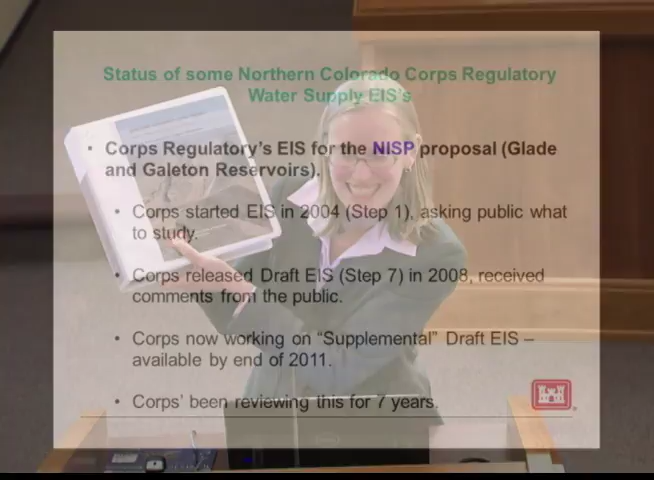 Status of some Northern Colorado Corps Regulatory
Water Supply EIS's
• Corps Regulatory's EIS for the NISP proposal (Glade
and Galeton Reservoirs).
• Corps started EIS in 2004 (Step 1), asking public what
to study.
• Corps released Draft EIS (Step 7) in 2008, received
comments from the public.
• Corps now working on “Supplemental” Draft EIS –
available by end of 2011.
• Corps' been reviewing this for 7 years.